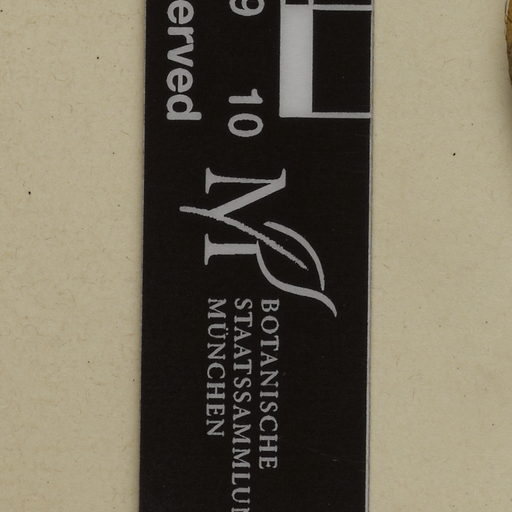 9 10
erved
M
BOTANISCHE
STAATSSAMMLUN
MÜNCHEN